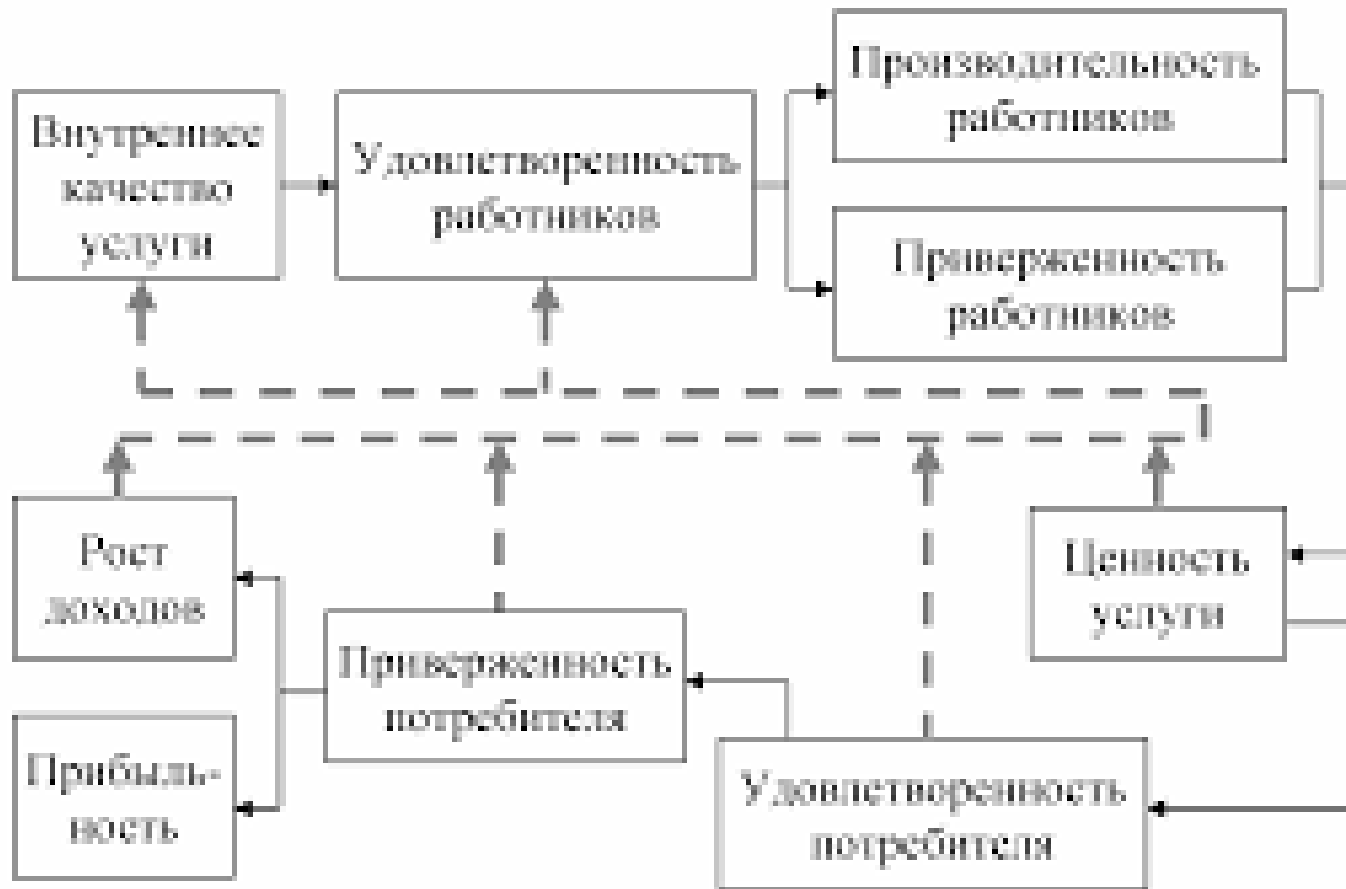 Внутреннее
качество
услуги
Удовлетворенность
работников
Производительность
работников
Приверженность
работников
Рост
доходов
Приверженность
потребителя
Ценность
услуги
Прибыль-
ность
Удовлетворенность
потребителя